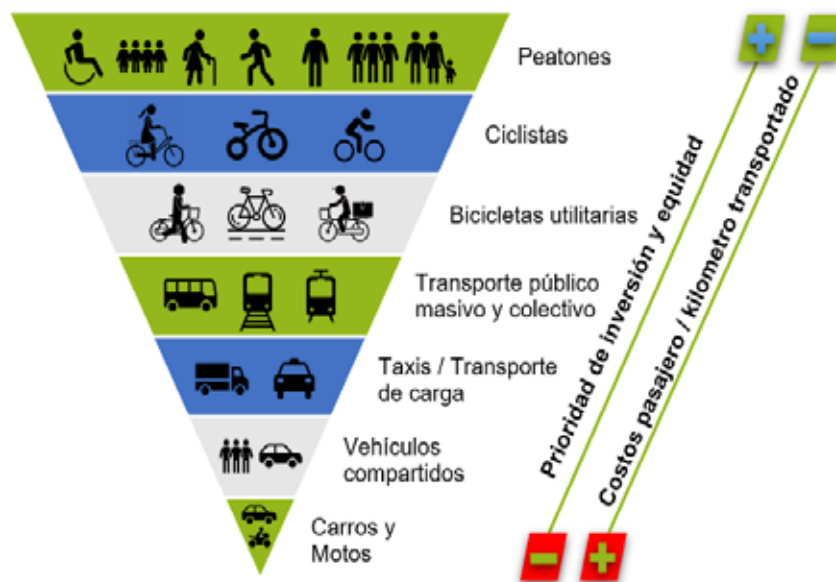 Peatones
Ciclistas
Bicicletas utilitarias
Transporte público
masivo y colectivo
Taxis / Transporte
de carga
Vehículos
compartidos
Carros y
Motos
Prioridad de inversión y equidad
Costos pasajero / kilometro transportado